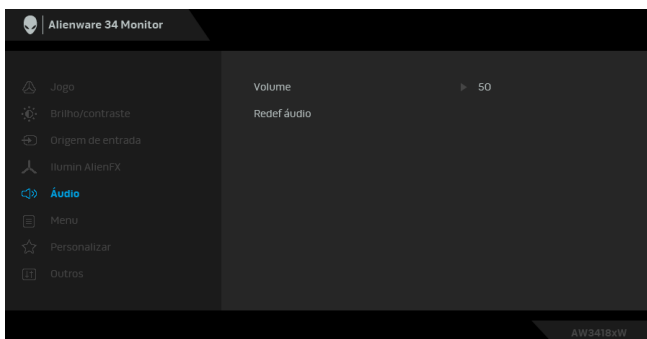 Alienware 34 Monitor
Jogo
Brilho/contraste
Origem de entrada
Ilumin AlienFX
Áudio
Menu
Personalizar
Outros
Volume 50
Redef áudio
AW3418xW